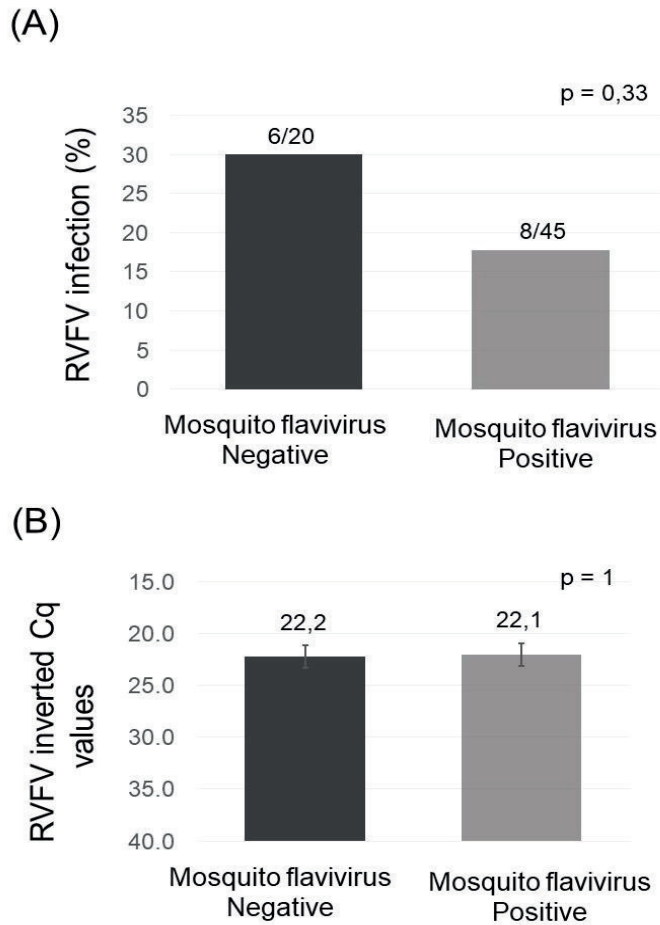 (A)
p = 0,33
RVFV infection (%)
35
30
25
20
15
10
5
0
6/20
8/45
Mosquito flavivirus
Negative
Mosquito flavivirus
Positive
(B)
p = 1
RVFV inverted Cq
values
15.0
20.0
25.0
30.0
35.0
40.0
22,2
22,1
Mosquito flavivirus
Negative
Mosquito flavivirus
Positive